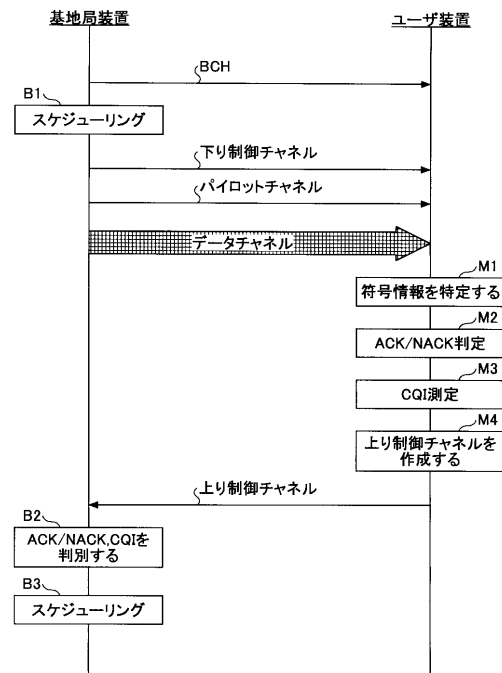 基地局装置
ユーザ装置
BCH
B1
スケジューリング
下り制御チャネル
パイロットチャネル
データチャネル
M1
符号情報を特定する
M2
ACK/NACK判定
M3
CQI測定
M4
上り制御チャネルを
作成する
上り制御チャネル
B2
ACK/NACK,CQIを
判別する
B3
スケジューリング